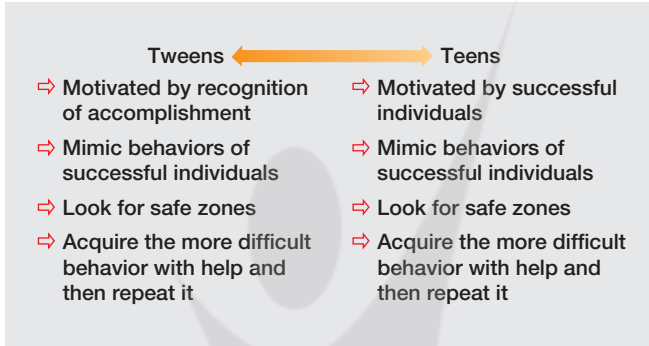 Tweens
Motivated by recognition
of accomplishment
Mimic behaviors of
successful individuals
Look for safe zones
Acquire the more difficult
behavior with help and
then repeat it
Teens
Motivated by successful
individuals
Mimic behaviors of
successful individuals
Look for safe zones
Acquire the more difficult
behavior with help and
then repeat it